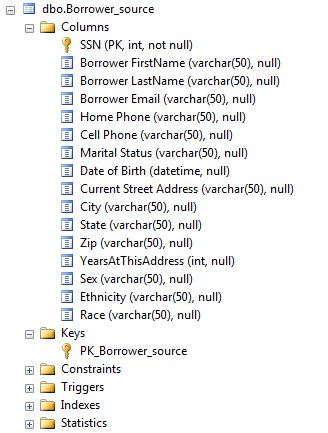 dbo.Borrower_source
Columns
SSN (PK, int, not null)
Borrower FirstName (varchar(50), null)
Borrower LastName (varchar(50), null)
Borrower Email (varchar(50), null)
Home Phone (varchar(50), null)
Cell Phone (varchar(50), null)
Marital Status (varchar(50), null)
Date of Birth (datetime, null)
Current Street Address (varchar(50), null)
City (varchar(50), null)
State (varchar(50), null)
Zip (varchar(50), null)
YearsAtThisAddress (int, null)
Sex (varchar(50), null)
Ethnicity (varchar(50), null)
Race (varchar(50), null)
Keys
PK_Borrower_source
Constraints
Triggers
Indexes
Statistics